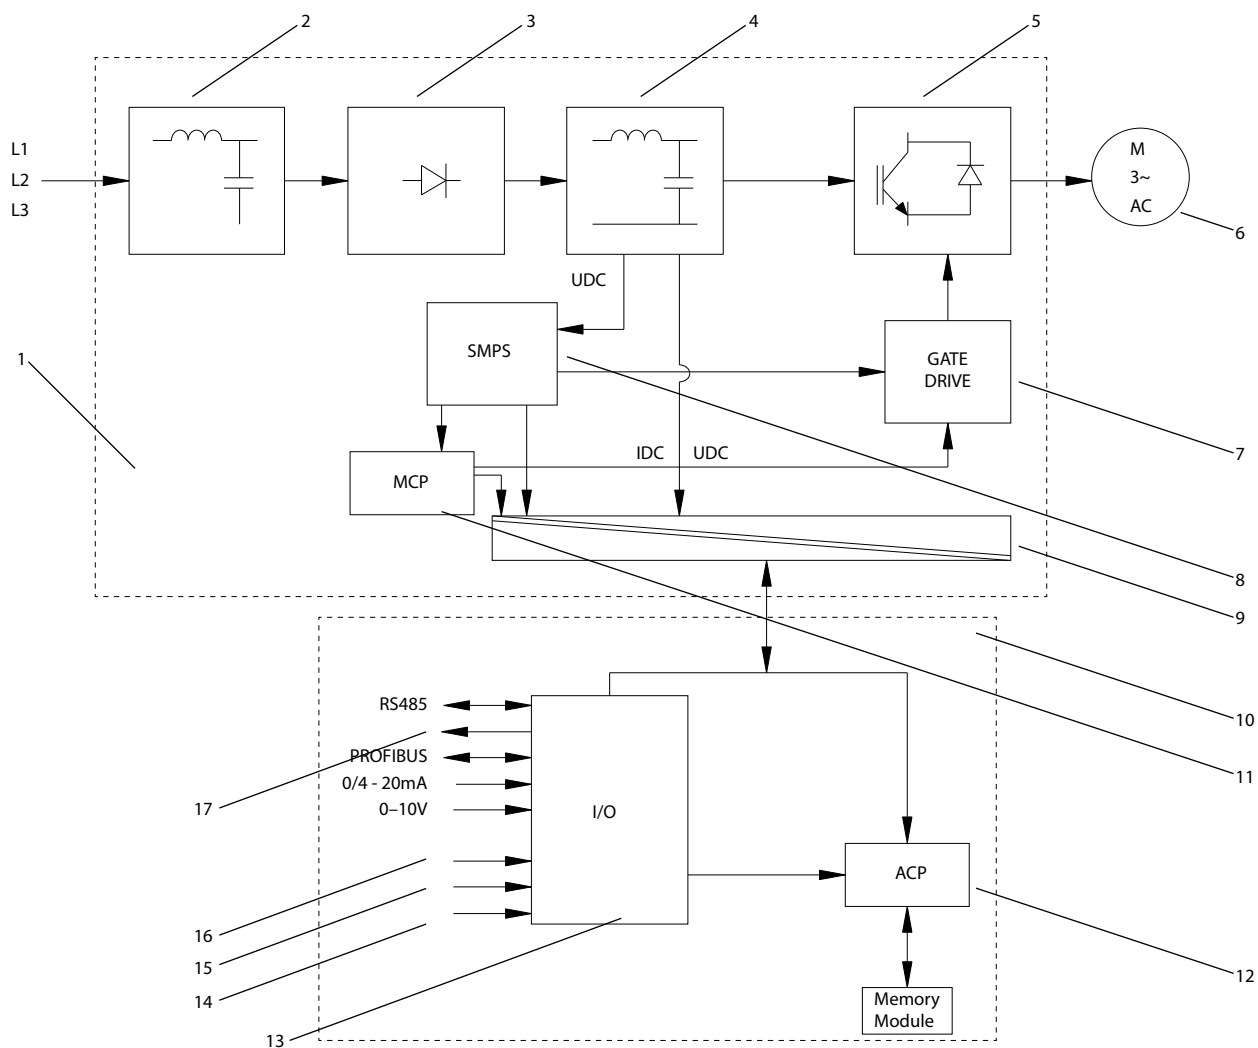 2
3
4
5
L1
L2
L3
M
3~
AC
6
UDC
1
SMPS
GATE
DRIVE
7
IDC
UDC
MCP
8
9
10
RS485
PROFIBUS
0/4 - 20mA
0–10V
17
I/O
11
ACP
16
15
14
13
12
Memory
Module